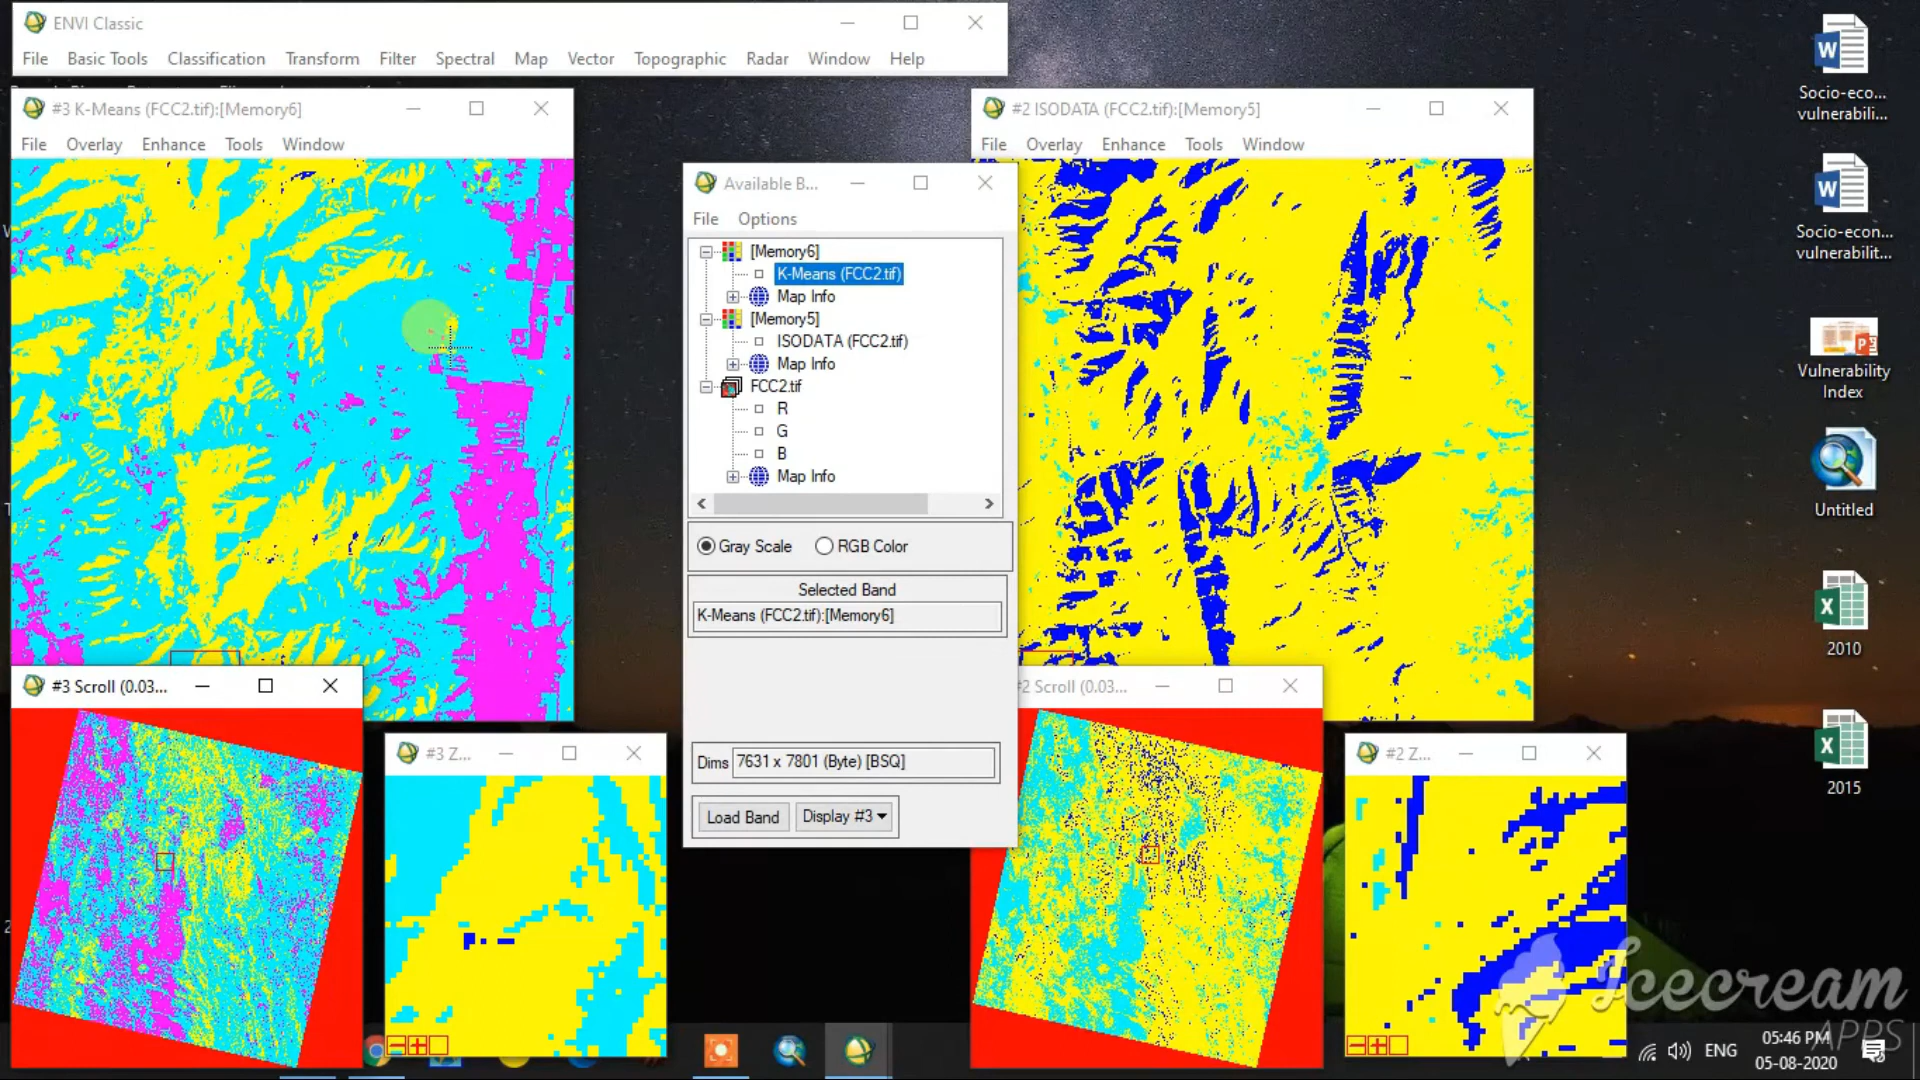 ENVI Classic
File Basic Tools Classification Transform Filter Spectral Map Vector Topographic Radar Window Help
#3 K-Means (FCC2.tif):[Memory6]
File Overlay Enhance Tools Window
#2 ISODATA (FCC2.tif):[Memory5]
File Overlay Enhance Tools Window
Available B...
File Options
[Memory6]
K-Means (FCC2.tif)
Map Info
[Memory5]
ISODATA (FCC2.tif)
Map Info
FCC2.tif
R
G
B
Map Info
Gray Scale RGB Color
Selected Band
K-Means (FCC2.tif):[Memory6]
Dims 7631 x 7801 (Byte) [BSQ]
Load Band Display #3
#3 Scroll (0.03...
#3 Z...
#2 Scroll (0.03...
#2 Z...
Socio-eco...
vulnerabili...
Socio-econ...
vulnerabilit...
Vulnerability
Index
Untitled
2010
2015
Icecream
APPS
ENG
05:46 PM
05-08-2020